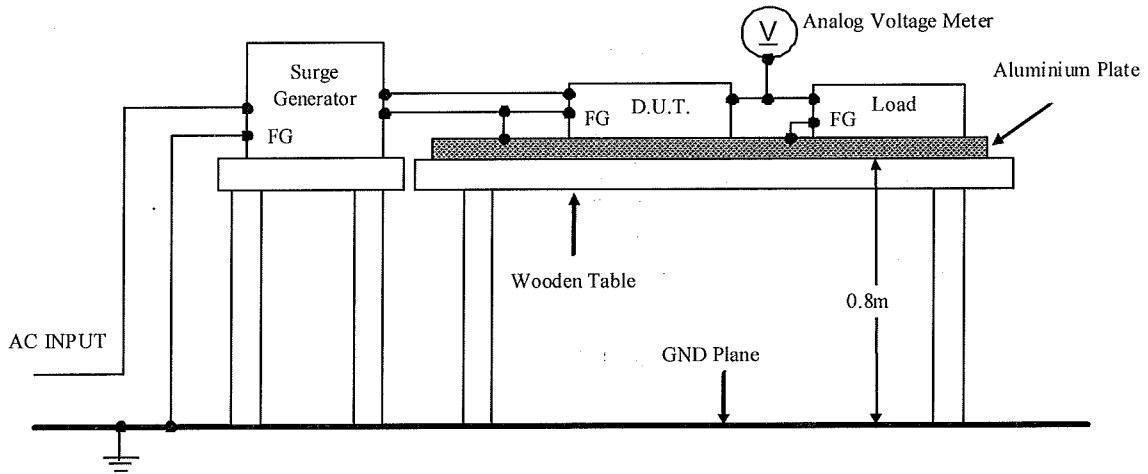 Analog Voltage Meter
V
Surge
Generator
Aluminium Plate
D.U.T.
Load
FG
FG
FG
Wooden Table
0.8m
AC INPUT
GND Plane